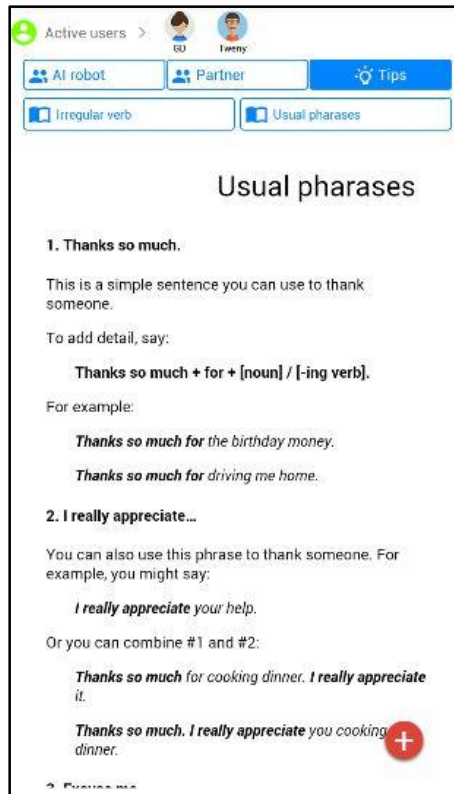 Active users >
GD Tweny
AI robot Partner Tips
Irregular verb Usual pharases
Usual pharases
1. Thanks so much.
This is a simple sentence you can use to thank
someone.
To add detail, say:
Thanks so much + for + [noun] / [-ing verb].
For example:
Thanks so much for the birthday money.
Thanks so much for driving me home.
2. I really appreciate...
You can also use this phrase to thank someone. For
example, you might say:
I really appreciate your help.
Or you can combine #1 and #2:
Thanks so much for cooking dinner. I really appreciate
it.
Thanks so much. I really appreciate you cooking
dinner.